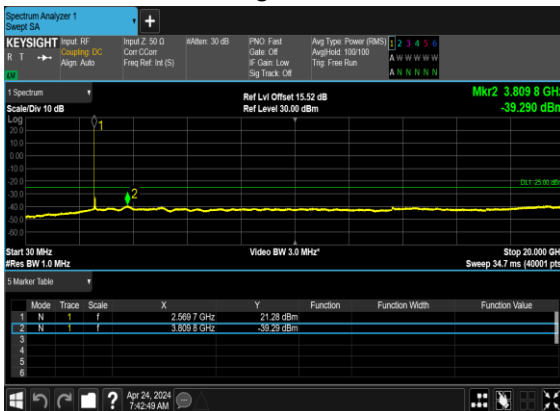 Spectrum Analyzer 1
Swept SA
+
KEYSIGHT Input: RF Input Z: 50 Ω #Atten: 30 dB PNO: Fast Avg Type: Power (RMS) 1 2 3 4 5 6
R T Coupling: DC Corr CCorr Gate: Off Avg|Hold: 100/100 A W W W W W
Align: Auto Freq Ref: Int (S) IF Gain: Low Trig: Free Run
LV Sig Track: Off A N N N N N
1 Spectrum Ref Lvl Offset 15.52 dB Mkr2 3.809 8 GHz
Scale/Div 10 dB Ref Level 30.00 dBm -39.290 dBm
Log
1
20.0
10.0
0.00
-10.0
-20.0 DL1 -25.00 dBm
-30.0
2
-40.0
-50.0
-60.0
Start 30 MHz Video BW 3.0 MHz* Stop 20.000 GHz
#Res BW 1.0 MHz Sweep 34.7 ms (40001 pts)
5 Marker Table
Mode Trace Scale X Y Function Function Width Function Value
1 N 1 f 2.569 7 GHz 21.28 dBm
2 N 1 f 3.809 8 GHz -39.29 dBm
3
4
5
6
? Apr 24, 2024
7:42:49 AM